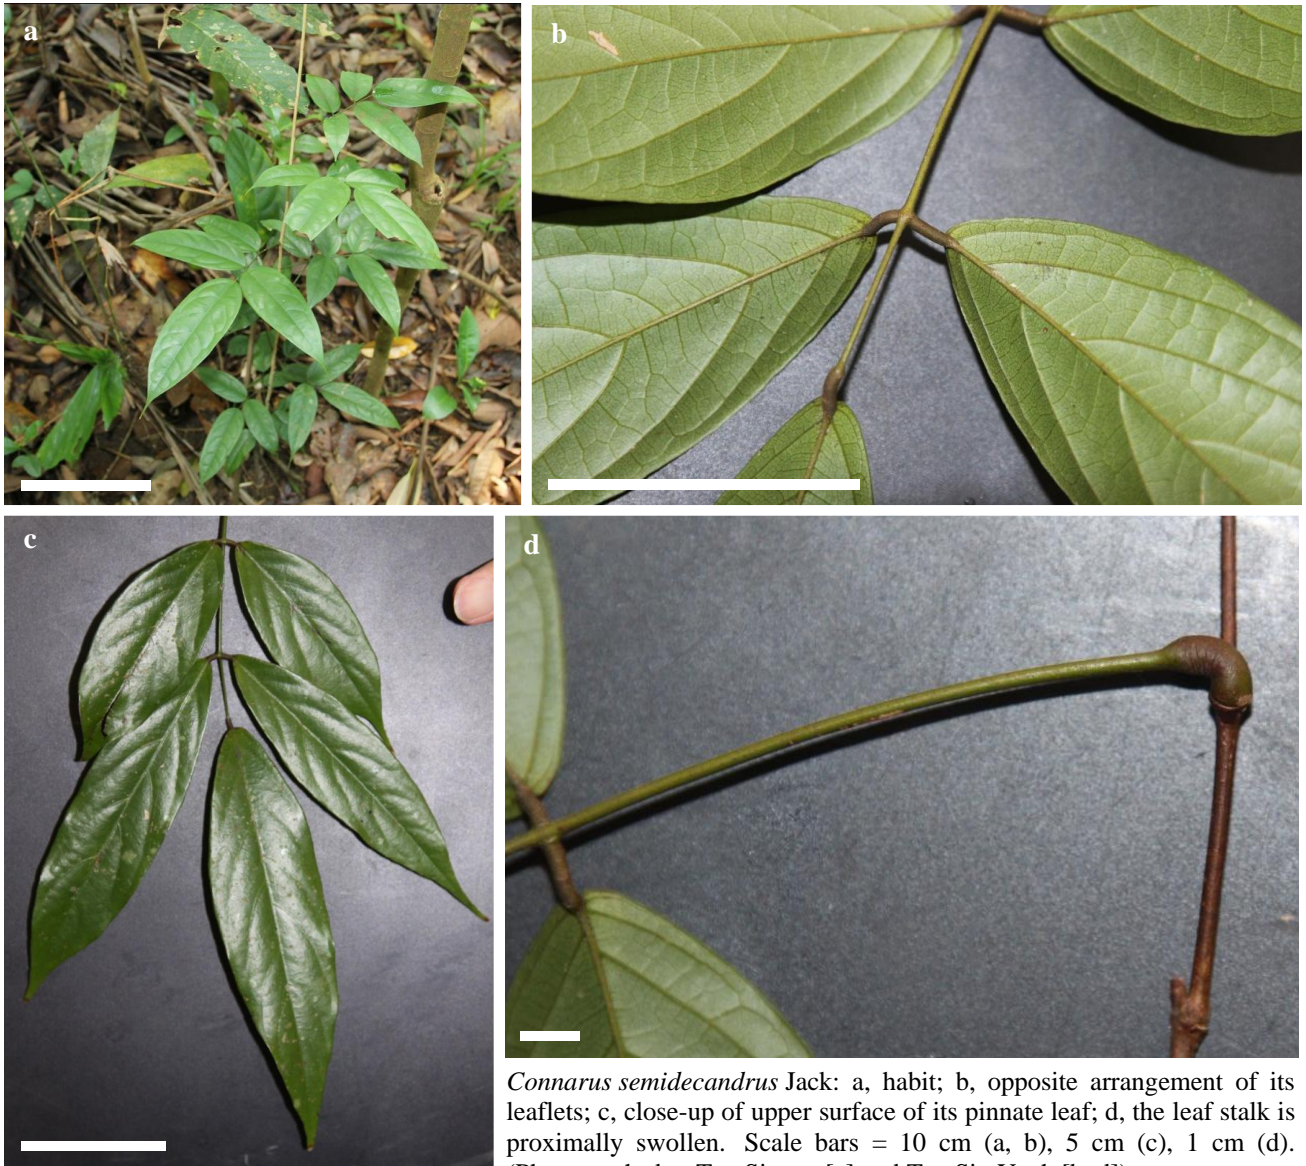 a
b
c
d
Connarus semidecandrus Jack: a, habit; b, opposite arrangement of its
leaflets; c, close-up of upper surface of its pinnate leaf; d, the leaf stalk is
proximally swollen. Scale bars = 10 cm (a, b), 5 cm (c), 1 cm (d).